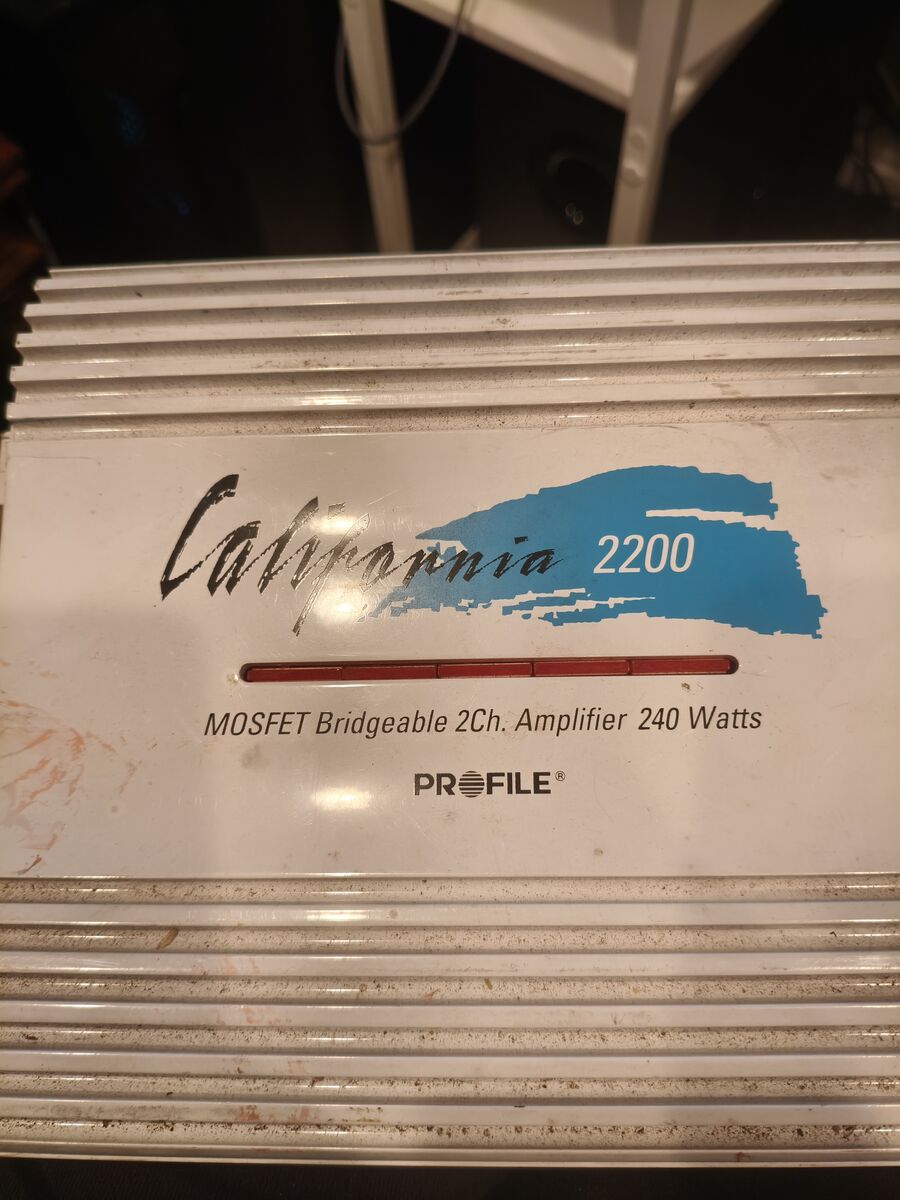 California 2200
MOSFET Bridgeable 2Ch. Amplifier 240 Watts
PROFILE®